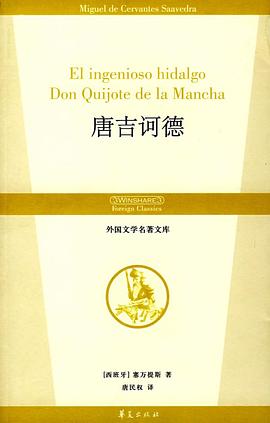 Miguel de Cervantes Saavedra
El ingenioso hidalgo
Don Quijote de la Mancha
唐吉诃德
WINSHARE
Foreign Classics
外国文学名著文库
[西班牙] 塞万提斯 著
唐民权 译
华夏出版社